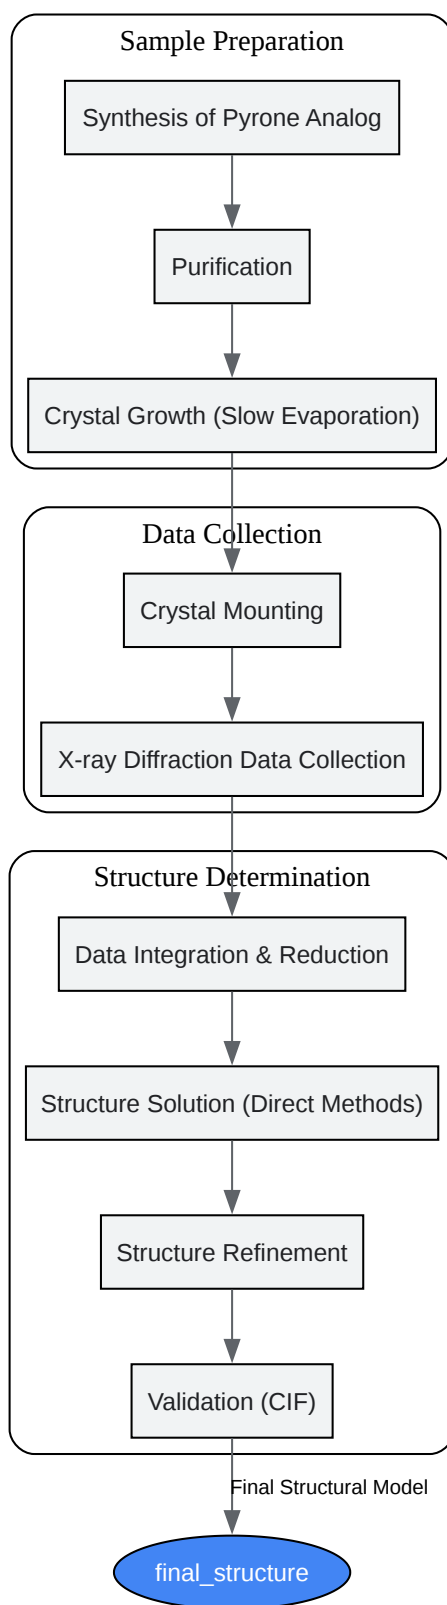 Sample Preparation
Synthesis of Pyrone Analog
Purification
Crystal Growth (Slow Evaporation)
Data Collection
Crystal Mounting
X-ray Diffraction Data Collection
Structure Determination
Data Integration & Reduction
Structure Solution (Direct Methods)
Structure Refinement
Validation (CIF)
Final Structural Model
final_structure